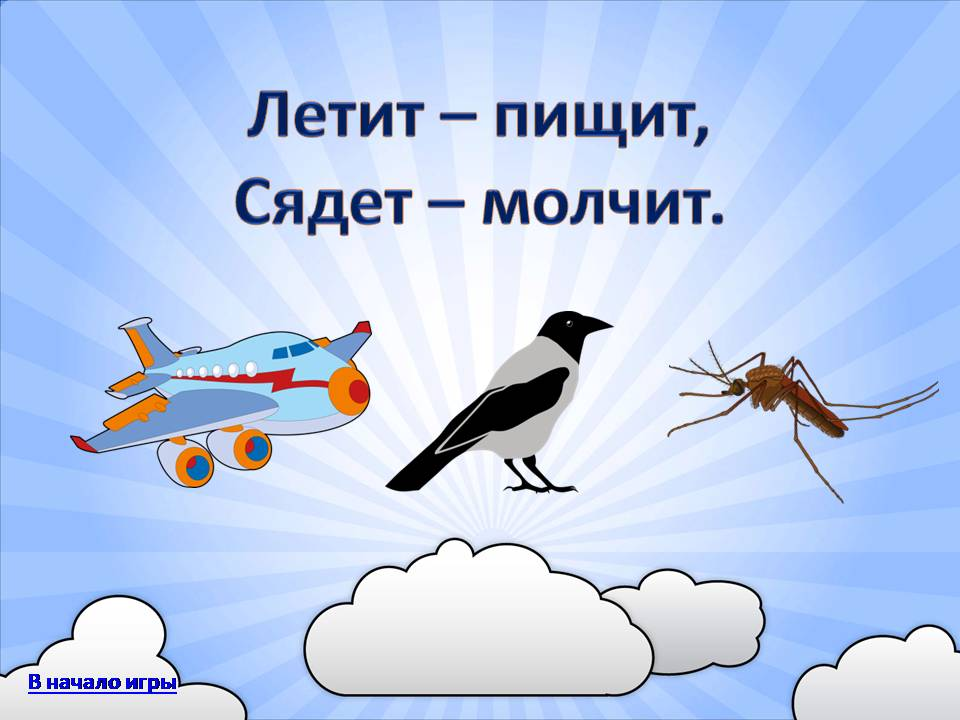 Летит – пищит,
Сядет – молчит.
В начало игры